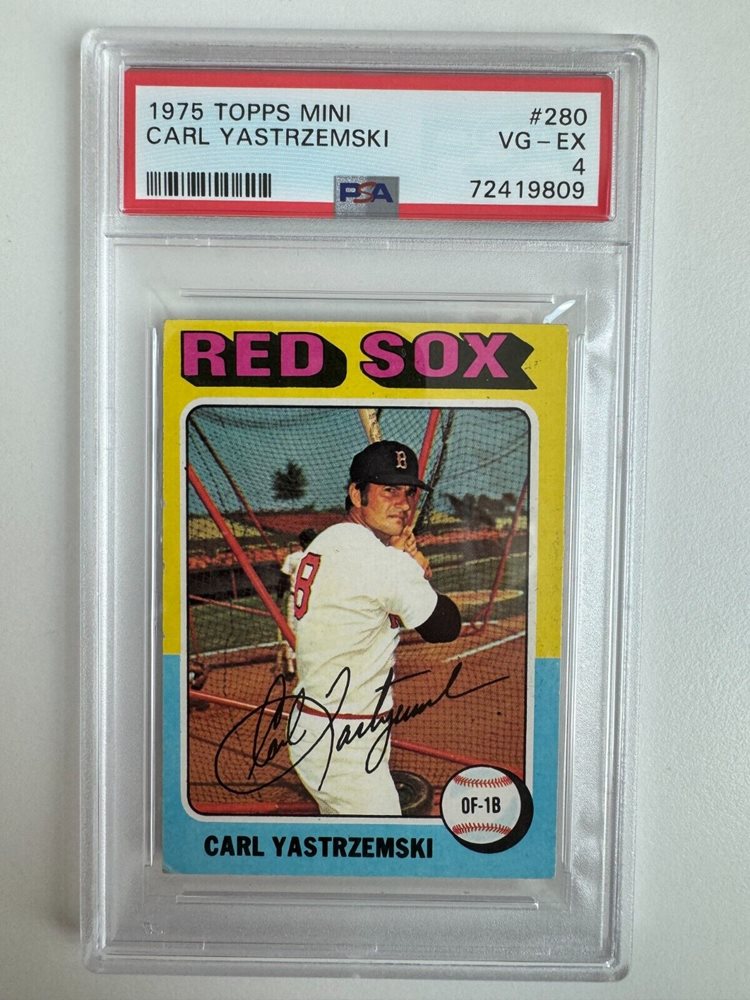 1975 TOPPS MINI #280
CARL YASTRZEMSKI VG - EX
4
PSA 72419809
RED SOX
B
8
Carl Yastrzemski
OF-1B
CARL YASTRZEMSKI